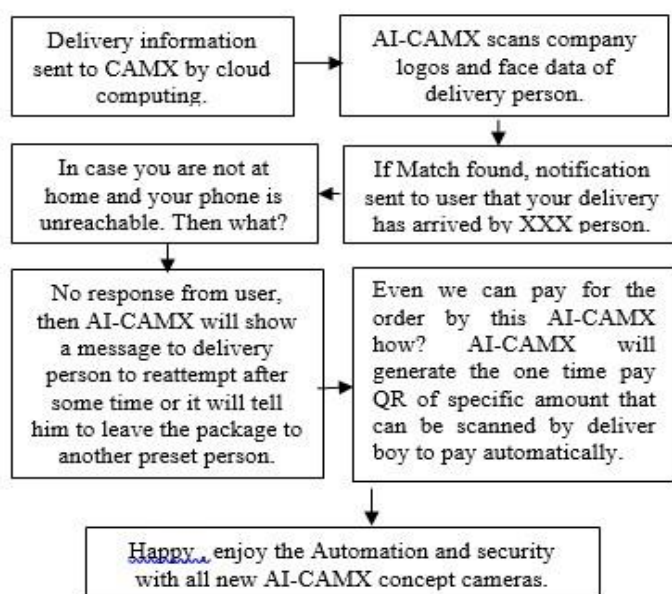 Delivery information
sent to CAMX by cloud
computing.
AI-CAMX scans company
logos and face data of
delivery person.
If Match found, notification
sent to user that your delivery
has arrived by XXX person.
In case you are not at
home and your phone is
unreachable. Then what?
No response from user,
then AI-CAMX will show
a message to delivery
person to reattempt after
some time or it will tell
him to leave the package to
another preset person.
Even we can pay for the
order by this AI-CAMX
how? AI-CAMX will
generate the one time pay
QR of specific amount that
can be scanned by deliver
boy to pay automatically.
Happy , enjoy the Automation and security
with all new AI-CAMX concept cameras.